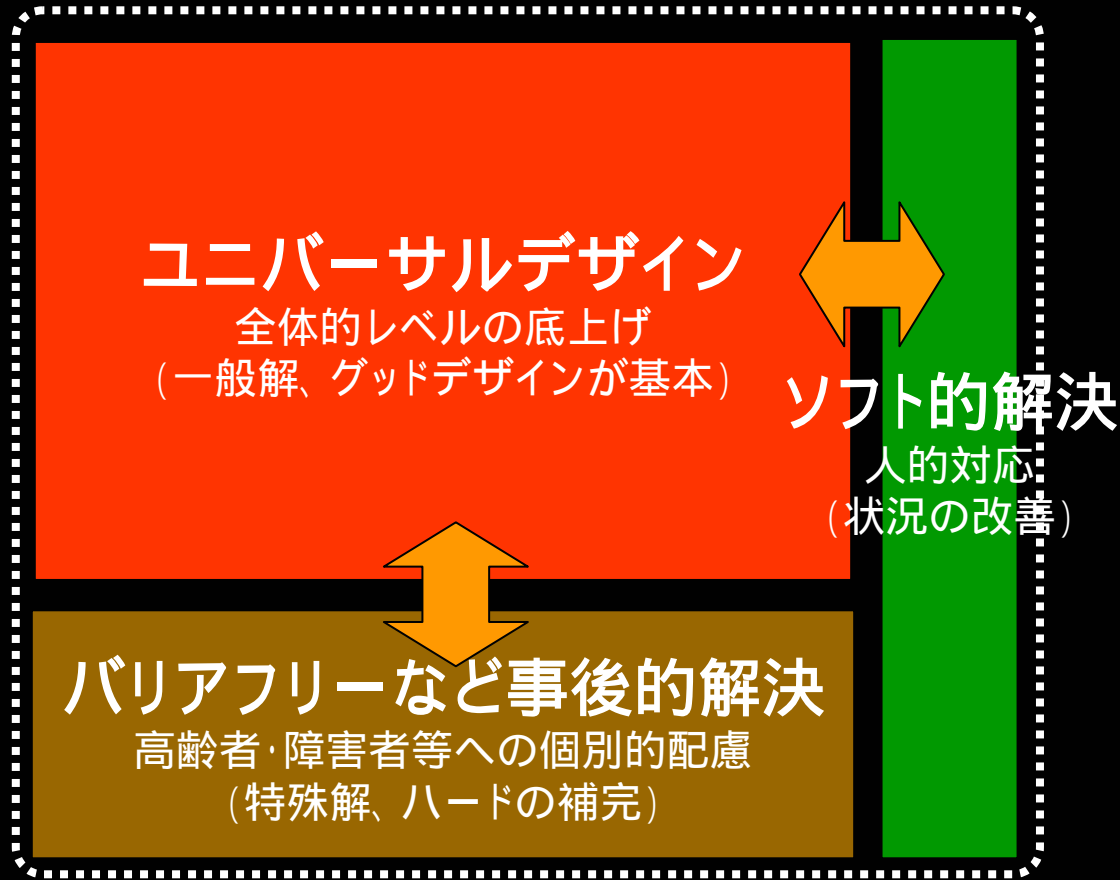 ユニバーサルデザイン
全体的レベルの底上げ
(一般解、グッドデザインが基本)
ソフト的解決
人的対応
(状況の改善)
バリアフリーなど事後的解決
高齢者・障害者等への個別的配慮
(特殊解、ハードの補完)